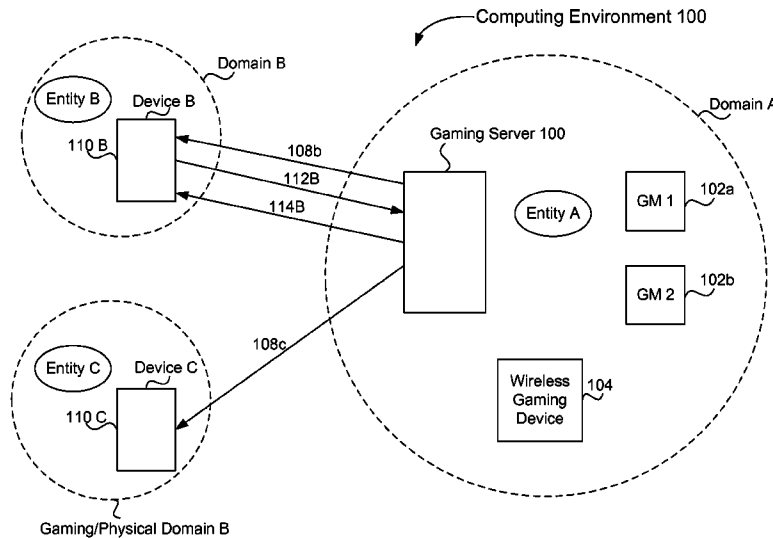 Computing Environment 100
Domain B
Domain A
Entity B
Device B
Gaming Server 100
110 B
108b
112B
114B
Entity A
GM 1
102a
GM 2
102b
108c
Entity C
Device C
110 C
Wireless
Gaming
Device
104
Gaming/Physical Domain B